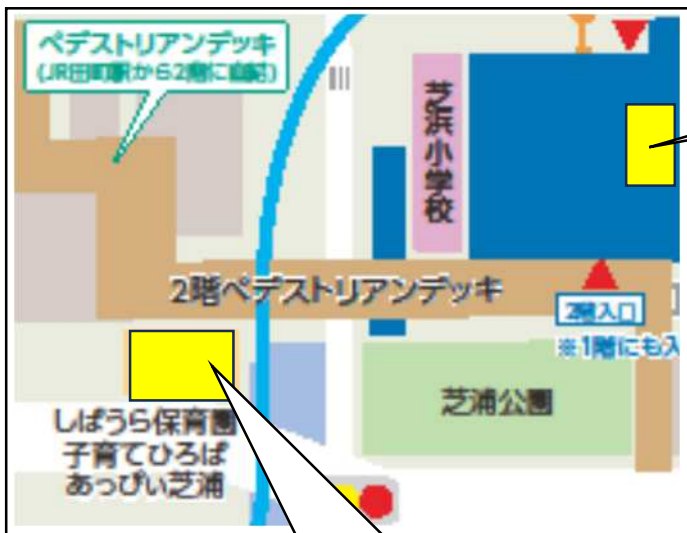 ペデストリアンデッキ
(JR田町駅から2階に直結)
芝浜小学校
2階ペデストリアンデッキ
2階入口
※1階にも入
芝浦公園
しばうら保育園
子育てひろば
あっぴぃ芝浦